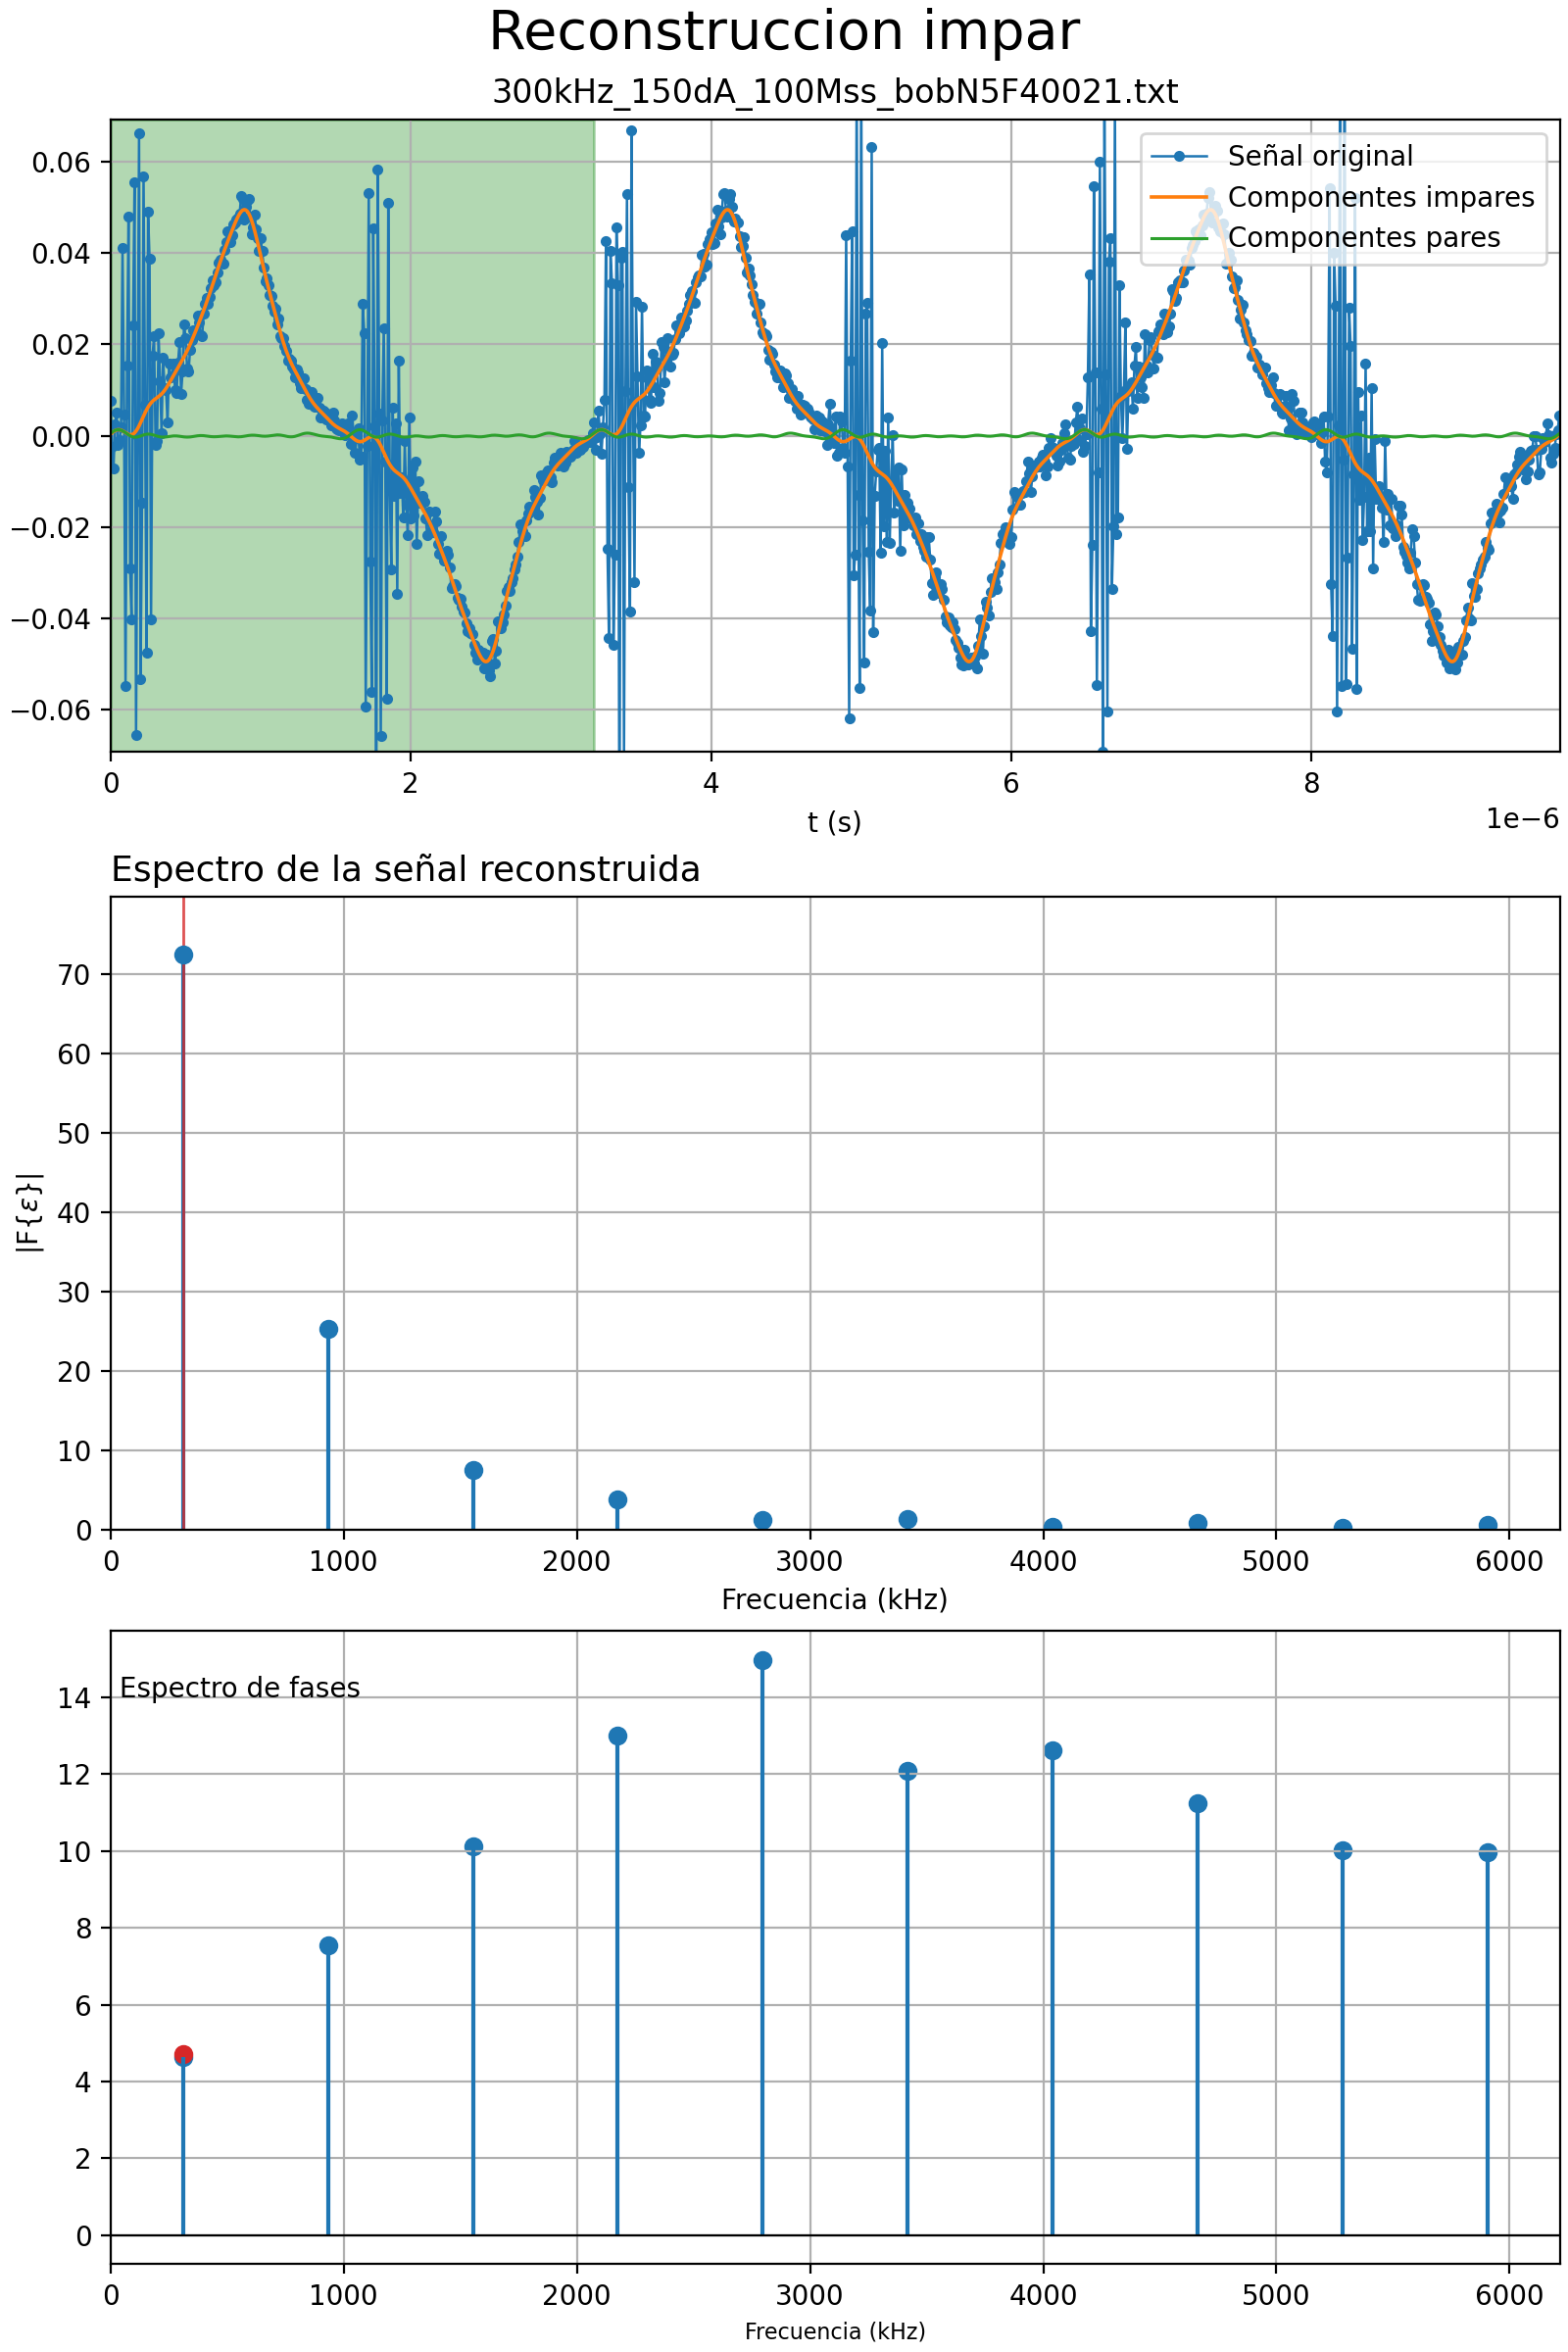 Reconstruccion impar
300kHz_150dA_100Mss_bobN5F40021.txt
Señal original
Componentes impares
Componentes pares
0.06
0.04
0.02
0.00
−0.02
−0.04
−0.06
0 2 4 6 8
1e−6
t (s)
Espectro de la señal reconstruida
70
60
50
40
30
20
10
0
|F{ε}|
0 1000 2000 3000 4000 5000 6000
Frecuencia (kHz)
Espectro de fases
14
12
10
8
6
4
2
0
0 1000 2000 3000 4000 5000 6000
Frecuencia (kHz)